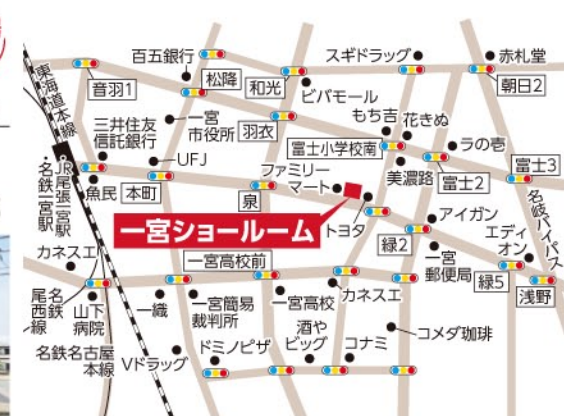 百五銀行
スギドラッグ
赤札堂
東海道本線
音羽1
松降
和光
朝日2
ビバモール
一宮
市役所
羽衣
もち吉
花きぬ
三井住友
信託銀行
UFJ
富士小学校南
ラの壱
ファミリー
マート
美濃路
富士2
富士3
・JR尾張一宮駅
・名鉄一宮駅
魚民
本町
泉
名岐バイパス
一宮ショールーム
トヨタ
アイガン
緑2
エディ
オン
カネスエ
一宮高校前
一宮
郵便局
緑5
浅野
名鉄
尾西線
山下
病院
一織
一宮簡易
裁判所
一宮高校
カネスエ
コメダ珈琲
名鉄名古屋
本線
Vドラッグ
ドミノピザ
酒や
ビッグ
コナミ